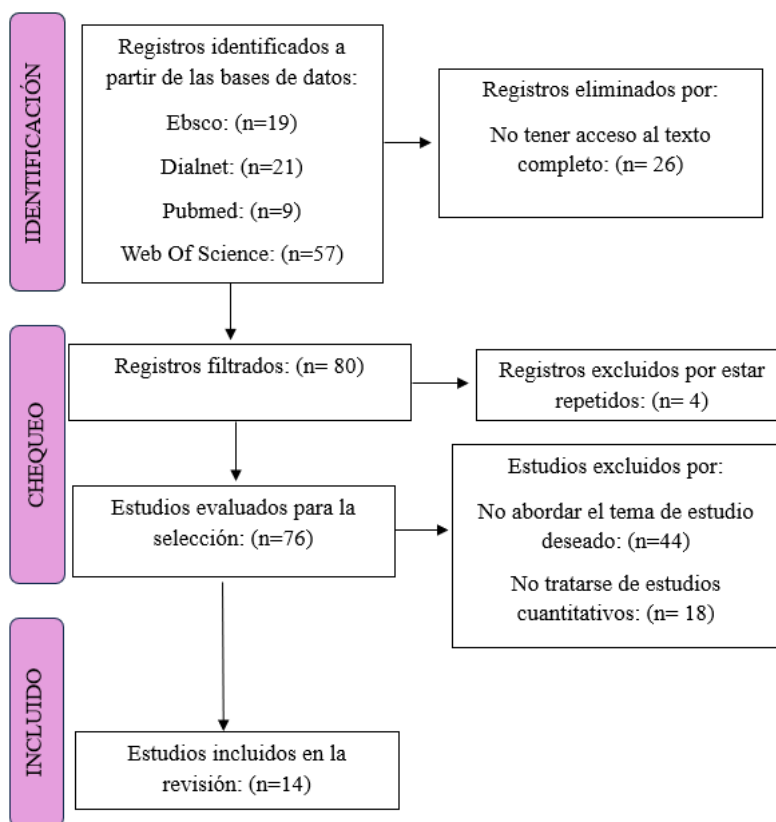 IDENTIFICACIÓN
Registros identificados a
partir de las bases de datos:
Ebsco: (n=19)
Dialnet: (n=21)
Pubmed: (n=9)
Web Of Science: (n=57)
Registros eliminados por:
No tener acceso al texto
completo: (n= 26)
CHEQUEO
Registros filtrados: (n= 80)
Registros excluidos por estar
repetidos: (n= 4)
Estudios evaluados para la
selección: (n=76)
Estudios excluidos por:
No abordar el tema de estudio
deseado: (n=44)
No tratarse de estudios
cuantitativos: (n= 18)
INCLUIDO
Estudios incluidos en la
revisión: (n=14)